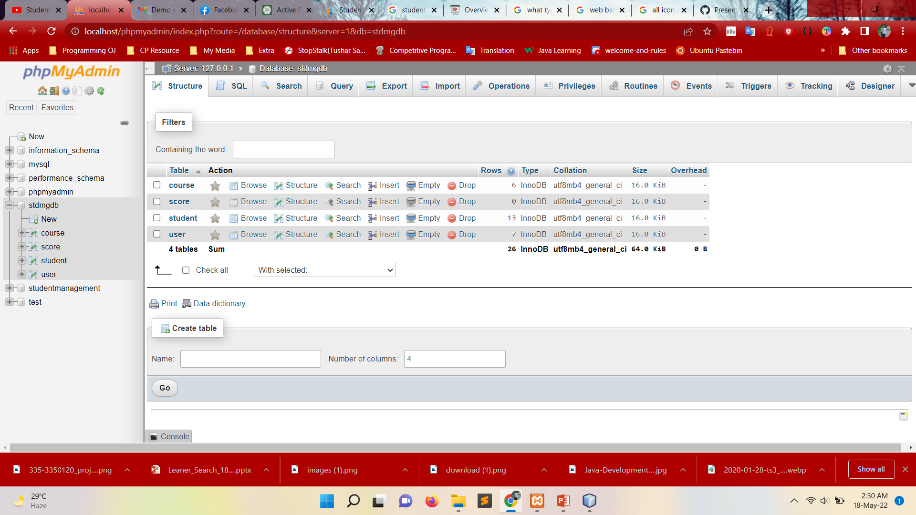 Student
localho
Demo v
Facebo
Active I
Studen
student
Overvie
what ty
web ba
all icon
Presen
localhost/phpmyadmin/index.php?route=/database/structure&server=1&db=stdmgdb
Apps Programming OJ CP Resource My Media Extra StopStalk(Tushar Sa... Competitive Progra... Translation Java Learning welcome-and-rules Ubuntu Pastebin » Other bookmarks
phpMyAdmin
Recent Favorites
New
information_schema
mysql
performance_schema
phpmyadmin
stdmgdb
New
course
score
student
user
studentmanagement
test
Server: 127.0.0.1 » Database: stdmgdb
Structure SQL Search Query Export Import Operations Privileges Routines Events Triggers Tracking Designer
Filters
Containing the word:
Table Action Rows Type Collation Size Overhead
course Browse Structure Search Insert Empty Drop 6 InnoDB utf8mb4_general_ci 16.0 KiB -
score Browse Structure Search Insert Empty Drop 0 InnoDB utf8mb4_general_ci 16.0 KiB -
student Browse Structure Search Insert Empty Drop 13 InnoDB utf8mb4_general_ci 16.0 KiB -
user Browse Structure Search Insert Empty Drop 7 InnoDB utf8mb4_general_ci 16.0 KiB -
4 tables Sum 26 InnoDB utf8mb4_general_ci 64.0 KiB 0 B
Check all With selected:
Print Data dictionary
Create table
Name: Number of columns: 4
Go
Console
335-3350120_proj....png Leaner_Search_18....pptx images (1).png download (1).png Java-Development....jpg 2020-01-28-ts3_....webp Show all
29°C
Haze
2:30 AM
18-May-22
1